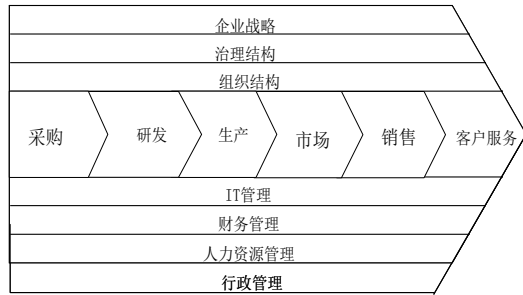 企业战略
治理结构
组织结构
采购 研发 生产 市场 销售 客户服务
IT管理
财务管理
人力资源管理
行政管理